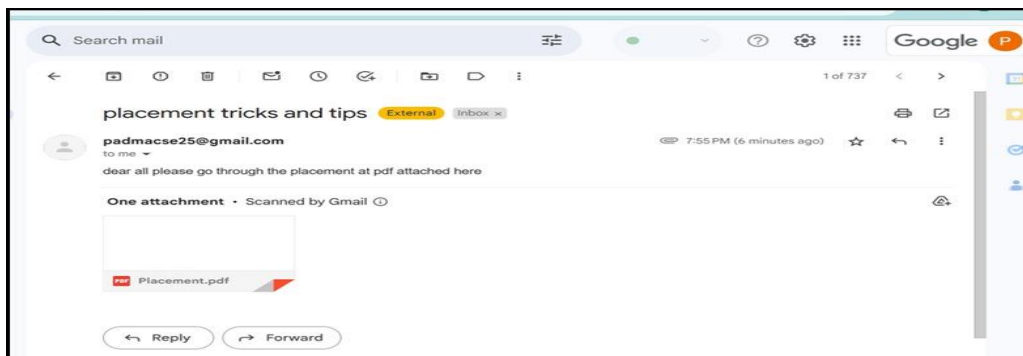 Search mail
Google P
1 of 737
placement tricks and tips External Inbox x
padmacse25@gmail.com 7:55 PM (6 minutes ago)
to me
dear all please go through the placement at pdf attached here
One attachment • Scanned by Gmail
PDF Placement.pdf
Reply Forward